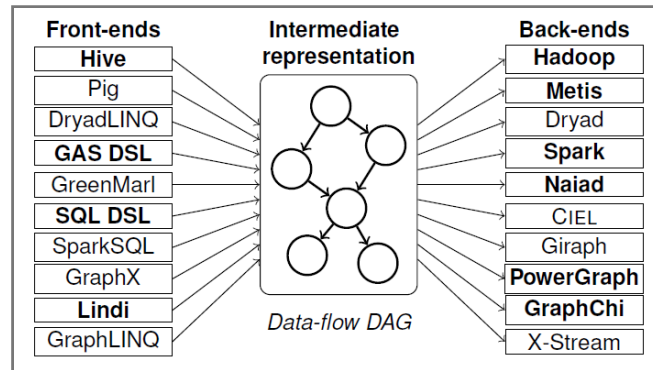 Front-ends
Hive
Pig
DryadLINQ
GAS DSL
GreenMarl
SQL DSL
SparkSQL
GraphX
Lindi
GraphLINQ
Intermediate
representation
Data-flow DAG
Back-ends
Hadoop
Metis
Dryad
Spark
Naiad
CIEL
Giraph
PowerGraph
GraphChi
X-Stream